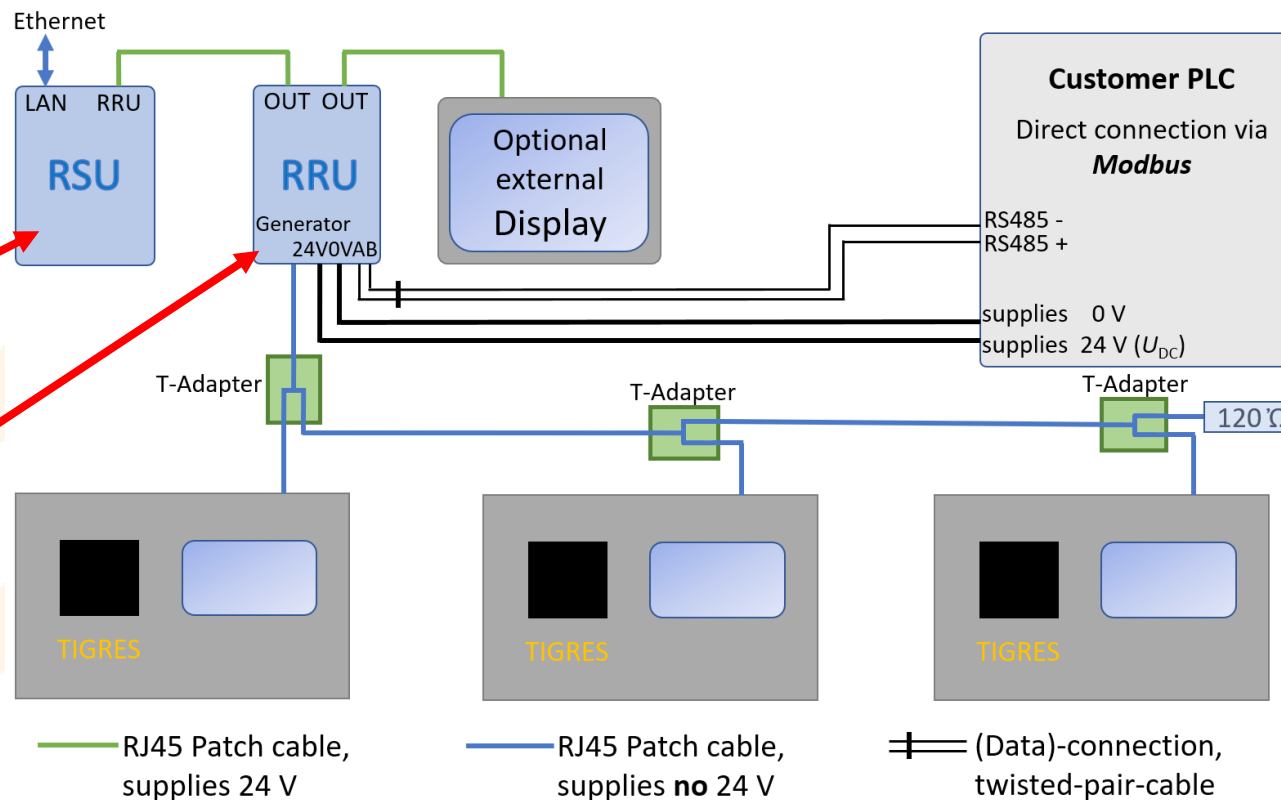 Ethernet
LAN RRU
RSU
OUT OUT
RRU
Generator
24V0VAB
Optional
external
Display
Customer PLC
Direct connection via
Modbus
RS485 -
RS485 +
supplies 0 V
supplies 24 V (UDC)
T-Adapter
T-Adapter
T-Adapter
120 Ω
TIGRES
TIGRES
TIGRES
RJ45 Patch cable,
supplies 24 V
RJ45 Patch cable,
supplies no 24 V
(Data)-connection,
twisted-pair-cable